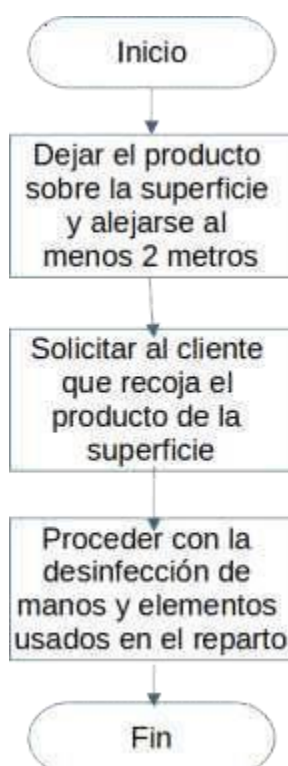 Inicio
Dejar el producto
sobre la superficie
y alejarse al
menos 2 metros
Solicitar al cliente
que recoja el
producto de la
superficie
Proceder con la
desinfección de
manos y elementos
usados en el reparto
Fin